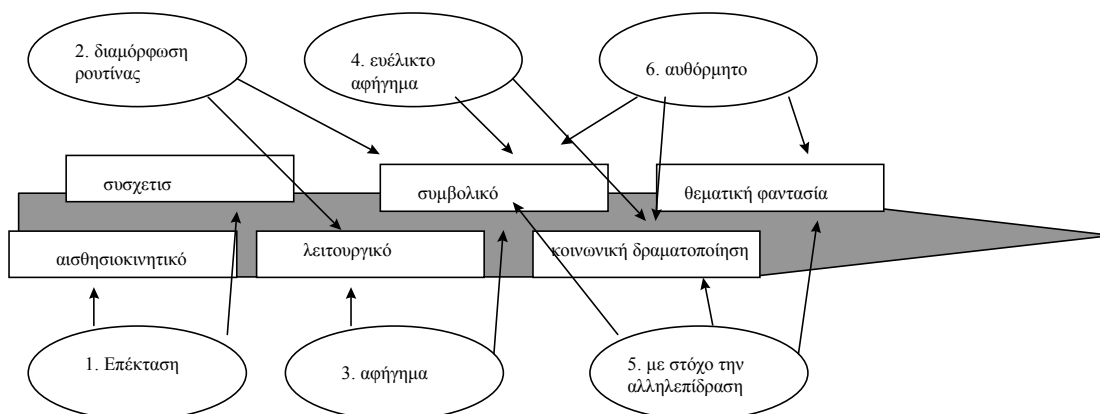 2. διαμόρφωση
ρουτίνας
4. ευέλικτο
αφήγημα
6. αυθόρμητο
συσχετισ
συμβολικό
θεματική φαντασία
αισθησιοκινητικό
λειτουργικό
κοινωνική δραματοποίηση
1. Επέκταση
3. αφήγημα
5. με στόχο την
αλληλεπίδραση